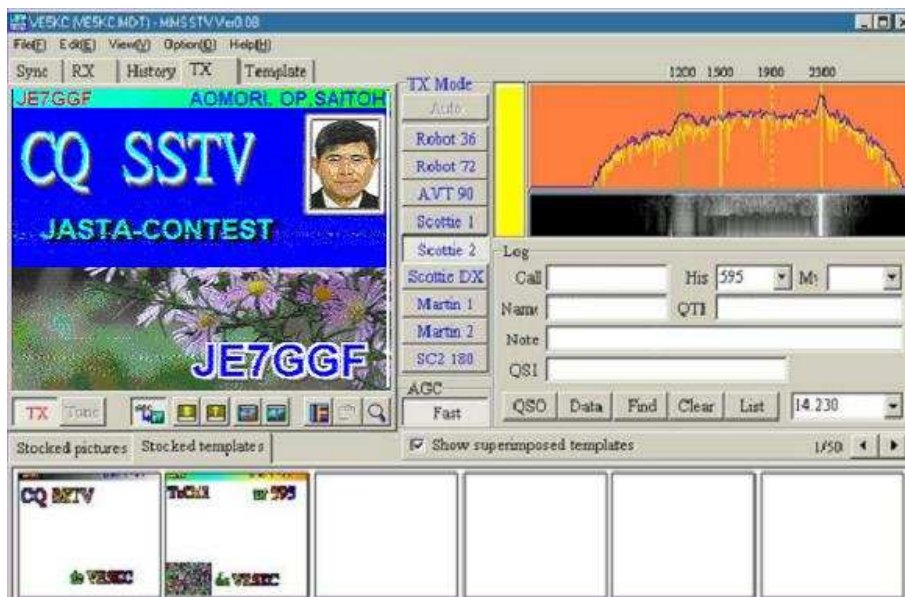 VE5KC (VE5KC.MDT) - MMSSTV Ver0.08
File(F) Edit(E) View(V) Option(O) Help(H)
Sync RX History TX Template
JE7GGF AOMORI. OP.SAITOH
CQ SSTV
JASTA-CONTEST
JE7GGF
TX Tone
TX Mode
Auto
Robot 36
Robot 72
AVT 90
Scottie 1
Scottie 2
Scottie DX
Martin 1
Martin 2
SC2 180
AGC
Fast
1200 1500 1900 2300
Log
Call His 595 My
Name QTH
Note
QSL
QSO Data Find Clear List 14.230
Stocked pictures Stocked templates Show superimposed templates 1/50
CQ SSTV
de VE5KC
ToCall ur 595
de VE5KC